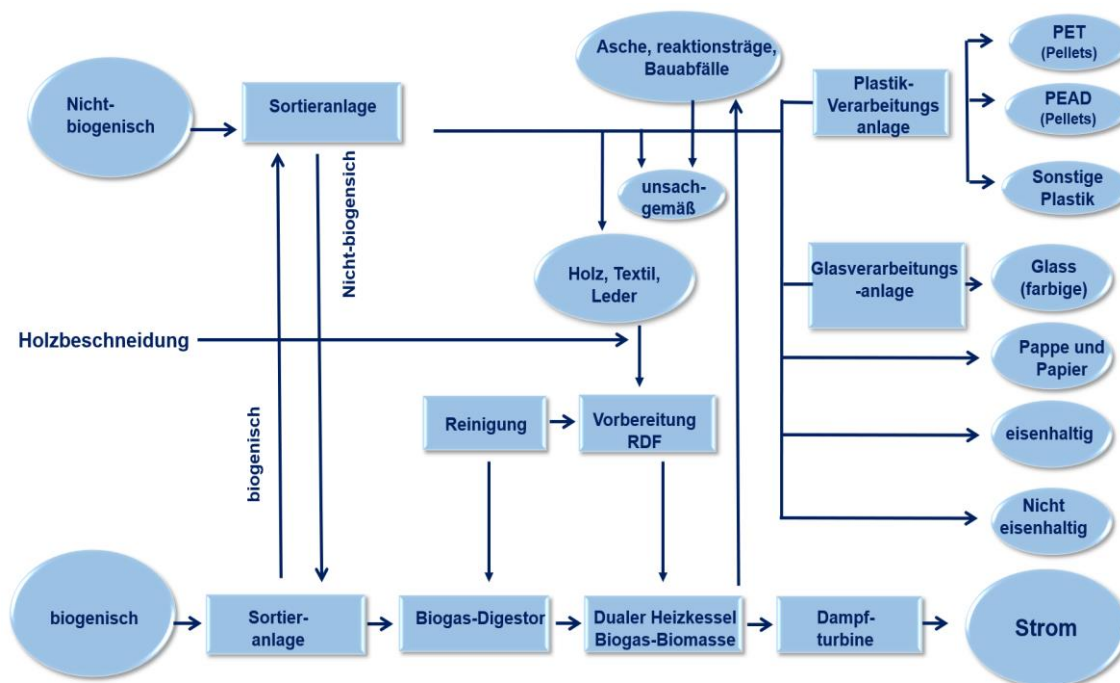 Nicht-
biogenisch
Sortieranlage
Asche, reaktionsträge,
Bauabfälle
Plastik-
Verarbeitungs
anlage
PET
(Pellets)
PEAD
(Pellets)
Sonstige
Plastik
unsach-
gemäß
biogenisch
Nicht-biogensich
Holz, Textil,
Leder
Glasverarbeitungs
-anlage
Glass
(farbige)
Holzbeschneidung
Pappe und
Papier
Reinigung
Vorbereitung
RDF
eisenhaltig
Nicht
eisenhaltig
biogenisch
Sortier-
anlage
Biogas-Digestor
Dualer Heizkessel
Biogas-Biomasse
Dampf-
turbine
Strom